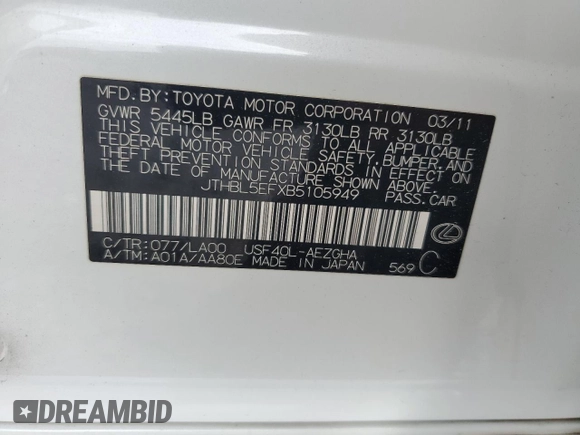 MFD. BY: TOYOTA MOTOR CORPORATION 03/11
GVWR 5445LB GAWR FR 3130LB RR 3130LB
THIS VEHICLE CONFORMS TO ALL APPLICABLE
FEDERAL MOTOR VEHICLE SAFETY, BUMPER, AND
THEFT PREVENTION STANDARDS IN EFFECT ON
THE DATE OF MANUFACTURE SHOWN ABOVE.
JTHBL5EFXB5105949 PASS. CAR
C/TR: 077/LA00 USF40L-AEZGHA
A/TM: A01A/AA80E MADE IN JAPAN 569 C
DREAMBID